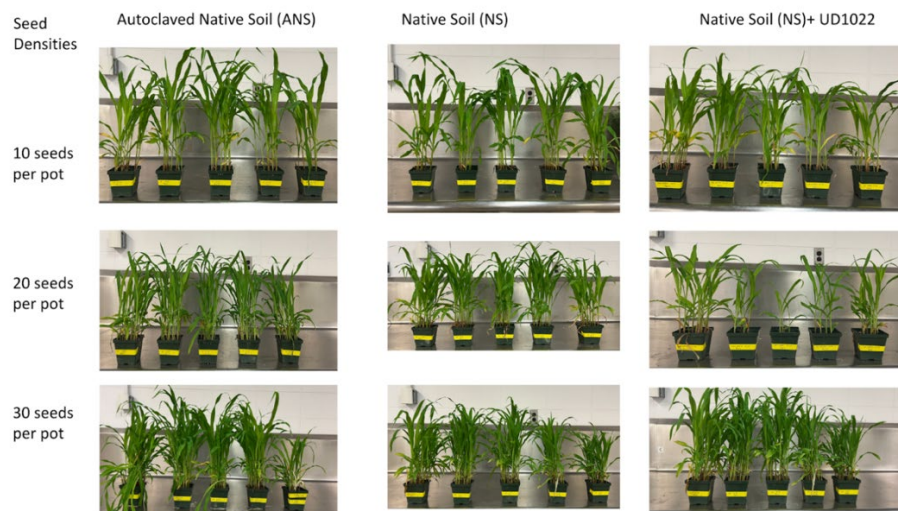 Seed
Densities
Autoclaved Native Soil (ANS)
Native Soil (NS)
Native Soil (NS)+ UD1022
10 seeds
per pot
20 seeds
per pot
30 seeds
per pot